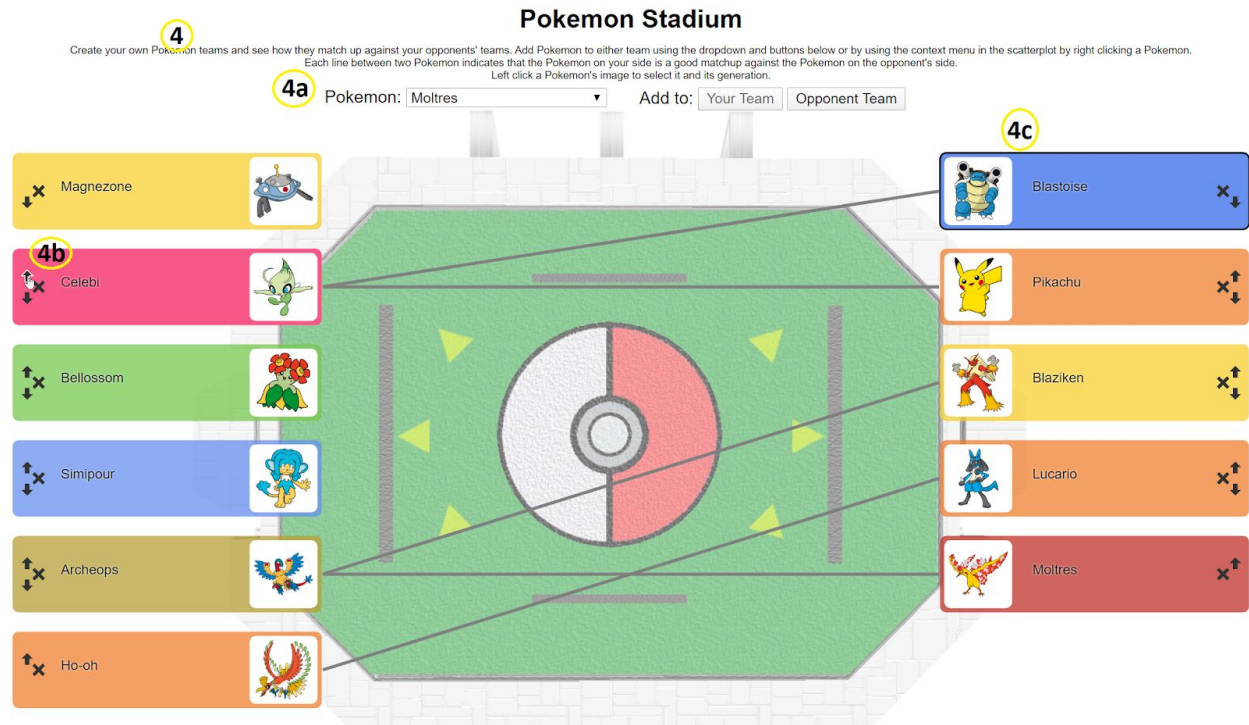 Pokemon Stadium
4
Create your own Pokemon teams and see how they match up against your opponents' teams. Add Pokemon to either team using the dropdown and buttons below or by using the context menu in the scatterplot by right clicking a Pokemon.
Each line between two Pokemon indicates that the Pokemon on your side is a good matchup against the Pokemon on the opponent's side.
Left click a Pokemon's image to select it and its generation.
4a
Pokemon: Moltres Add to: Your Team Opponent Team
4c
Magnezone
Blastoise
4b
Celebi
Pikachu
Bellossom
Blaziken
Simipour
Lucario
Archeops
Moltres
Ho-oh